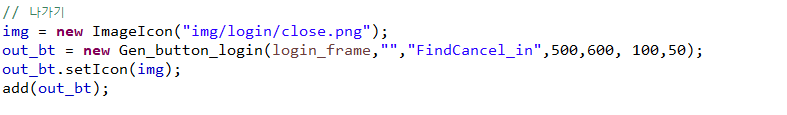 // 나가기
img = new ImageIcon("img/login/close.png");
out_bt = new Gen_button_login(login_frame,"","FindCancel_in",500,600, 100,50);
out_bt.setIcon(img);
add(out_bt);